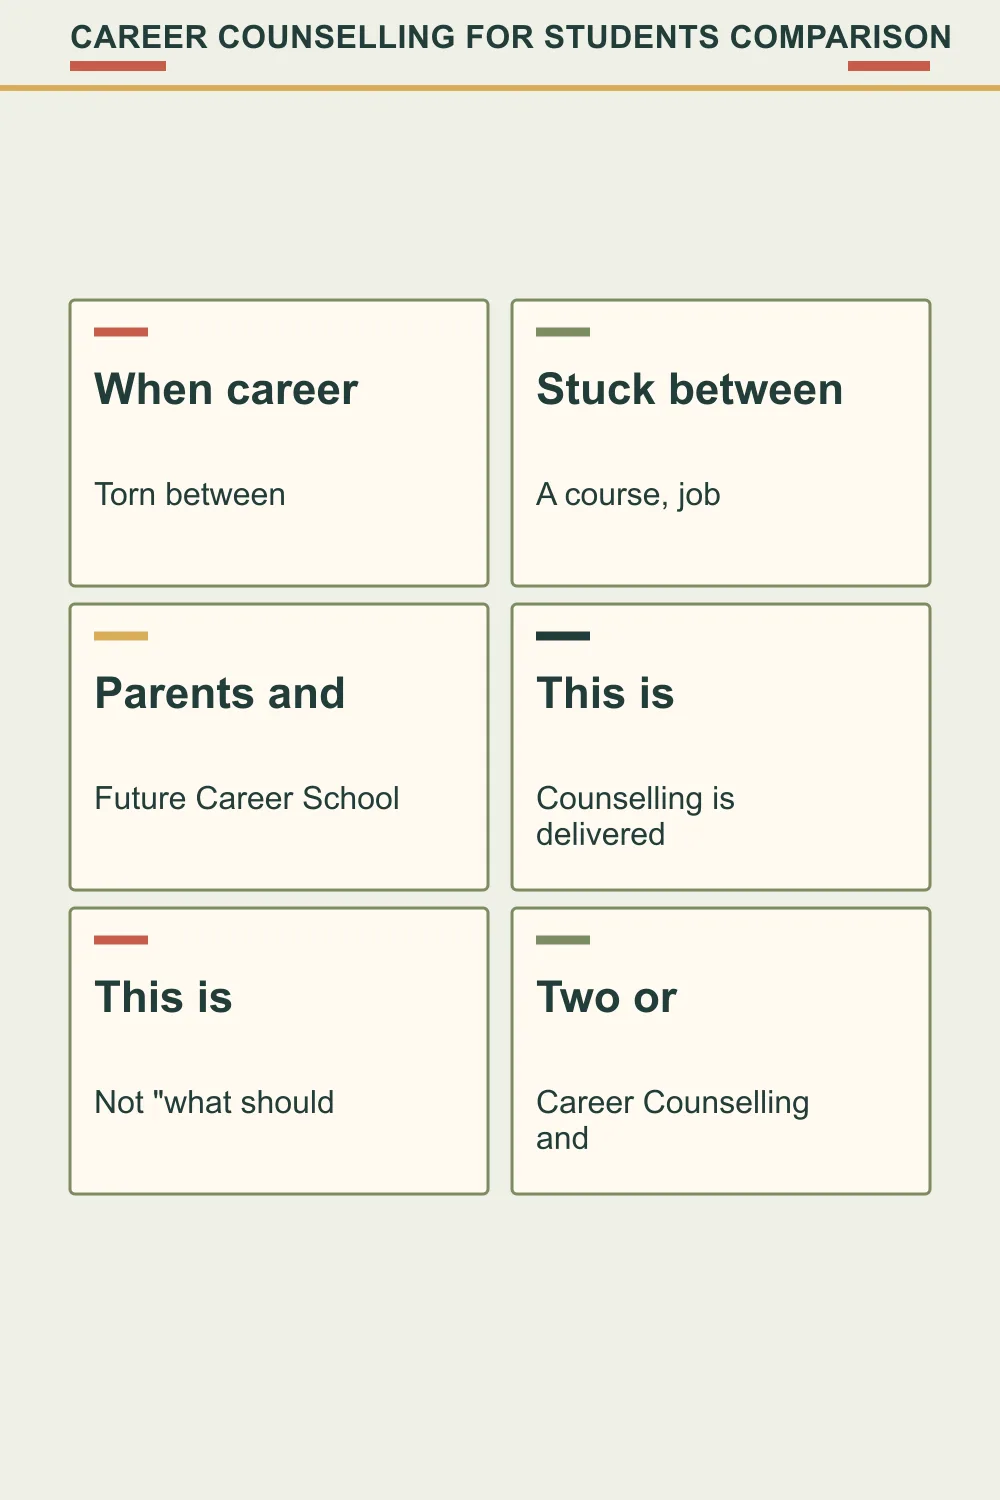 CAREER COUNSELLING FOR STUDENTS COMPARISON
When career
Torn between
Stuck between
A course, job
Parents and
Future Career School
This is
Counselling is
delivered
This is
Not "what should
Two or
Career Counselling
and